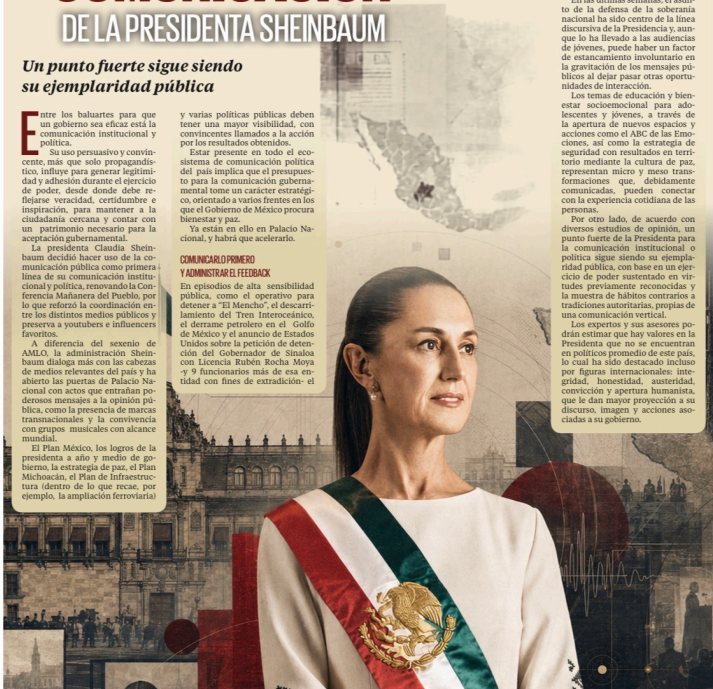 DE LA PRESIDENTA SHEINBAUM
Un punto fuerte sigue siendo
su ejemplaridad pública
Entre los baluartes para que
un gobierno sea eficaz está la
comunicación institucional y
política.
Su uso persuasivo y convin-
cente, más que solo propagandís-
tico, influye para generar legitimi-
dad y adhesión durante el ejercicio
de poder, desde donde debe re-
flejarse veracidad, certidumbre e
inspiración, para mantener a la
ciudadanía cercana y contar con
un patrimonio necesario para la
aceptación gubernamental.
La presidenta Claudia Shein-
baum decidió hacer uso de la co-
municación pública como primera
línea de su comunicación institu-
cional y política, renovando la Con-
ferencia Mañanera del Pueblo, por
lo que reforzó la coordinación en-
tre los distintos medios públicos y
preserva a youtubers e influencers
favoritos.
A diferencia del sexenio de
AMLO, la administración Shein-
baum dialoga más con las cabezas
de medios relevantes del país y ha
abierto las puertas de Palacio Na-
cional con actos que entrañan po-
derosos mensajes a la opinión pú-
blica, como la presencia de marcas
transnacionales y la convivencia
con grupos musicales con alcance
mundial.
El Plan México, los logros de la
presidenta a año y medio de go-
bierno, la estrategia de paz, el Plan
Michoacán, el Plan de Infraestruc-
tura (dentro de lo que recae, por
ejemplo, la ampliación ferroviaria)
y varias políticas públicas deben
tener una mayor visibilidad, con
convincentes llamados a la acción
por los resultados obtenidos.
Estar presente en todo el eco-
sistema de comunicación política
del país implica que el presupues-
to para la comunicación guberna-
mental tome un carácter estratégi-
co, orientado a varios frentes en los
que el Gobierno de México procura
bienestar y paz.
Ya están en ello en Palacio Na-
cional, y habrá que acelerarlo.
COMUNICARLO PRIMERO
Y ADMINISTRAR EL FEEDBACK
En episodios de alta sensibilidad
pública, como el operativo para
detener a “El Mencho”, el descarri-
lamiento del Tren Interoceánico,
el derrame petrolero en el Golfo
de México y el anuncio de Estados
Unidos sobre la petición de deten-
ción del Gobernador de Sinaloa
con Licencia Rubén Rocha Moya
-y 9 funcionarios más de esa en-
tidad con fines de extradición- el
En las últimas semanas, el asun-
to de la defensa de la soberanía
nacional ha sido centro de la línea
discursiva de la Presidencia y, aun-
que lo ha llevado a las audiencias
de jóvenes, puede haber un factor
de estancamiento involuntario en
la gravitación de los mensajes pú-
blicos al dejar pasar otras oportu-
nidades de interacción.
Los temas de educación y bien-
estar socioemocional para ado-
lescentes y jóvenes, a través de
la apertura de nuevos espacios y
acciones como el ABC de las Emo-
ciones, así como la estrategia de
seguridad con resultados en terri-
torio mediante la cultura de paz,
representan micro y meso trans-
formaciones que, debidamente
comunicadas, pueden conectar
con la experiencia cotidiana de las
personas.
Por otro lado, de acuerdo con
diversos estudios de opinión, un
punto fuerte de la Presidenta para
la comunicación institucional o
política sigue siendo su ejempla-
ridad pública, con base en un ejer-
cicio de poder sustentado en vir-
tudes previamente reconocidas y
la muestra de hábitos contrarios a
tradiciones autoritarias, propias de
una comunicación vertical.
Los expertos y sus asesores po-
drán estimar que hay valores en la
Presidenta que no se encuentran
en políticos promedio de este país,
lo cual ha sido destacado incluso
por figuras internacionales: inte-
gridad, honestidad, austeridad,
convicción y apertura humanista,
que le dan mayor proyección a su
discurso, imagen y acciones aso-
ciadas a su gobierno.